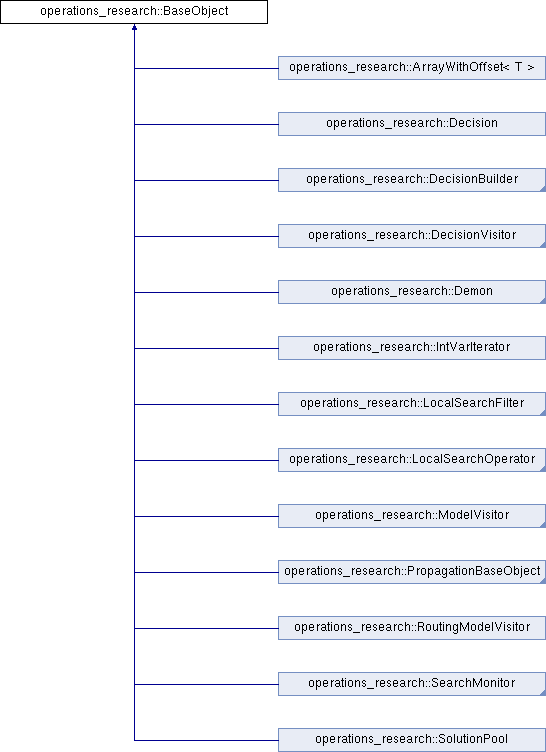 operations_research::BaseObject
operations_research::ArrayWithOffset< T >
operations_research::Decision
operations_research::DecisionBuilder
operations_research::DecisionVisitor
operations_research::Demon
operations_research::IntVarIterator
operations_research::LocalSearchFilter
operations_research::LocalSearchOperator
operations_research::ModelVisitor
operations_research::PropagationBaseObject
operations_research::RoutingModelVisitor
operations_research::SearchMonitor
operations_research::SolutionPool